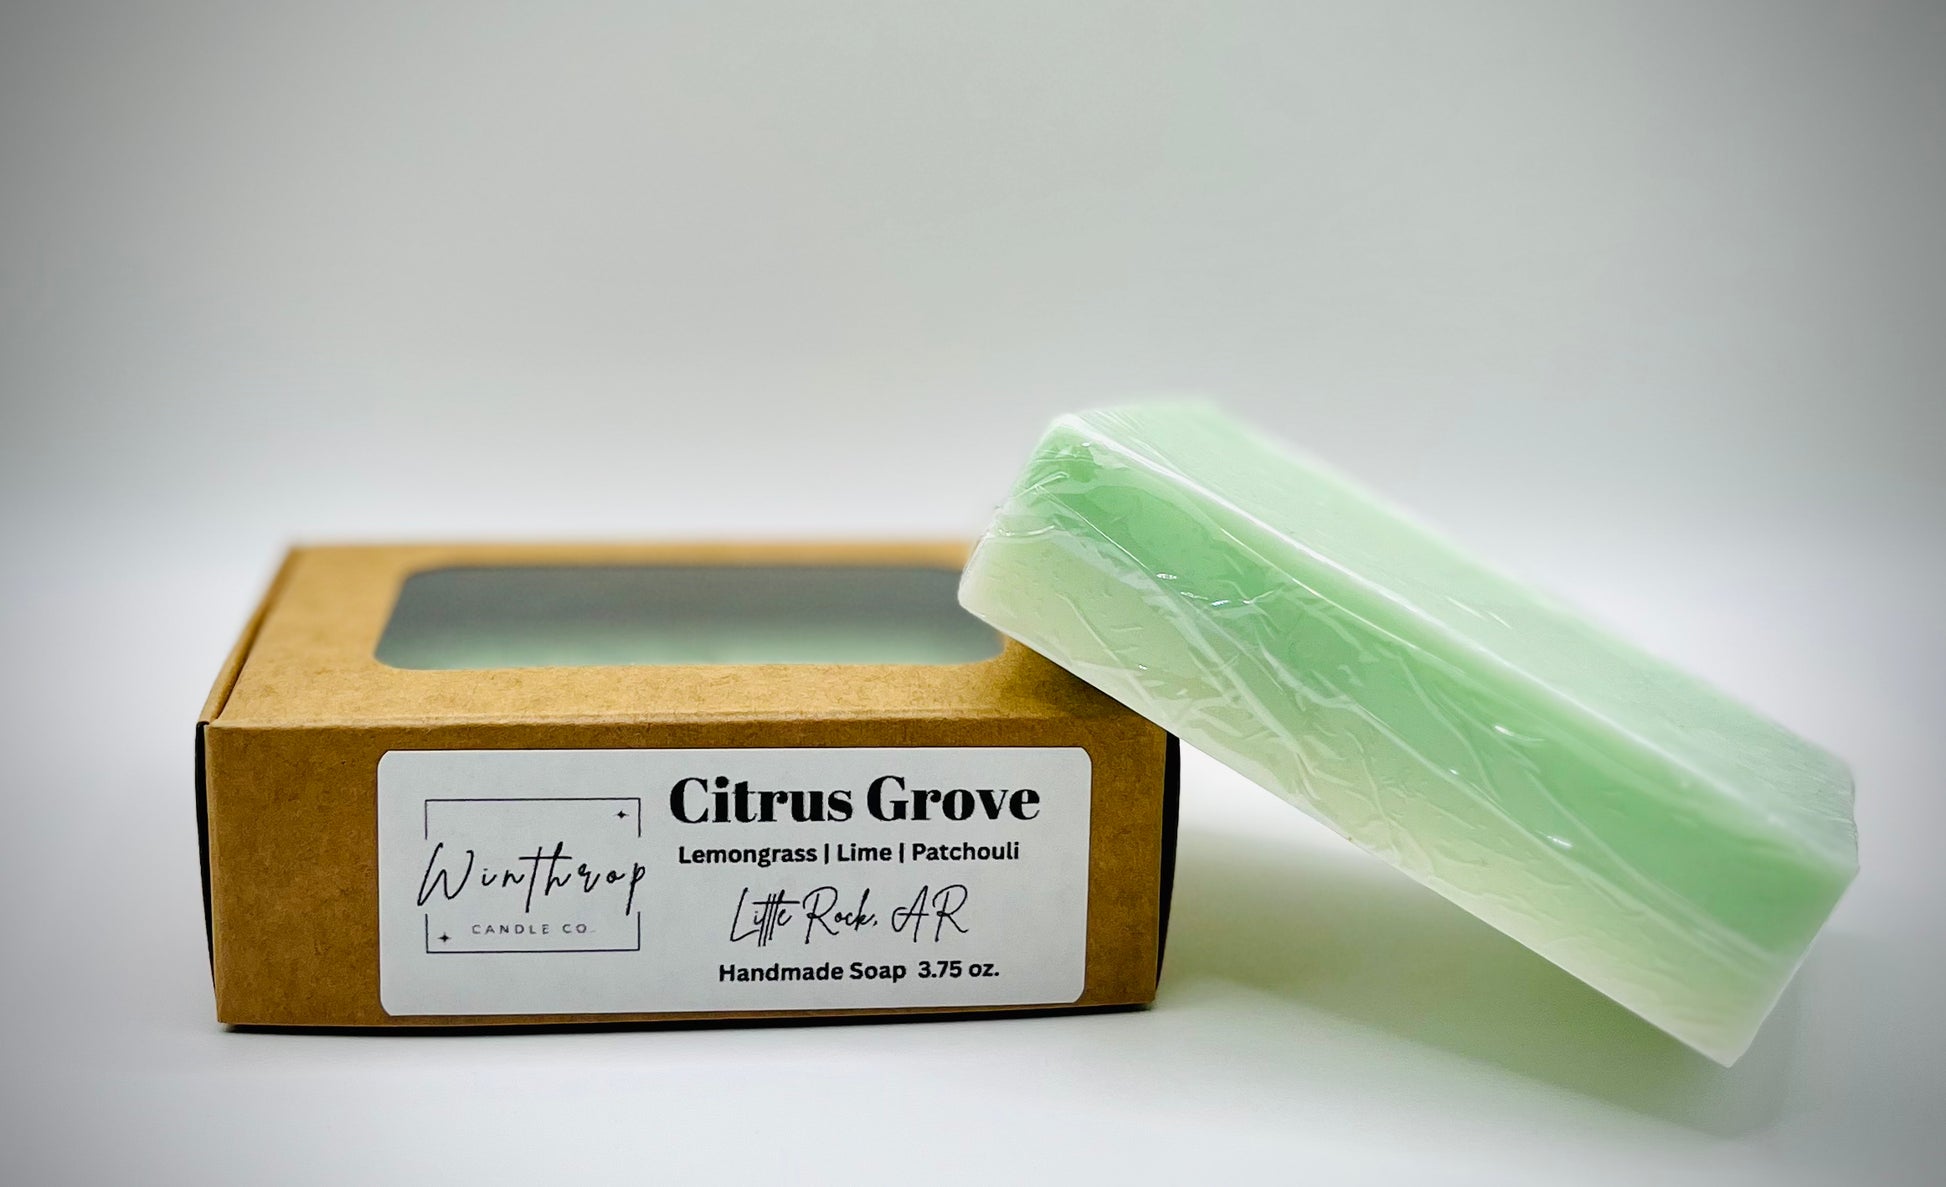 Winthrop
CANDLE CO.
Citrus Grove
Lemongrass | Lime | Patchouli
Little Rock, AR
Handmade Soap 3.75 oz.